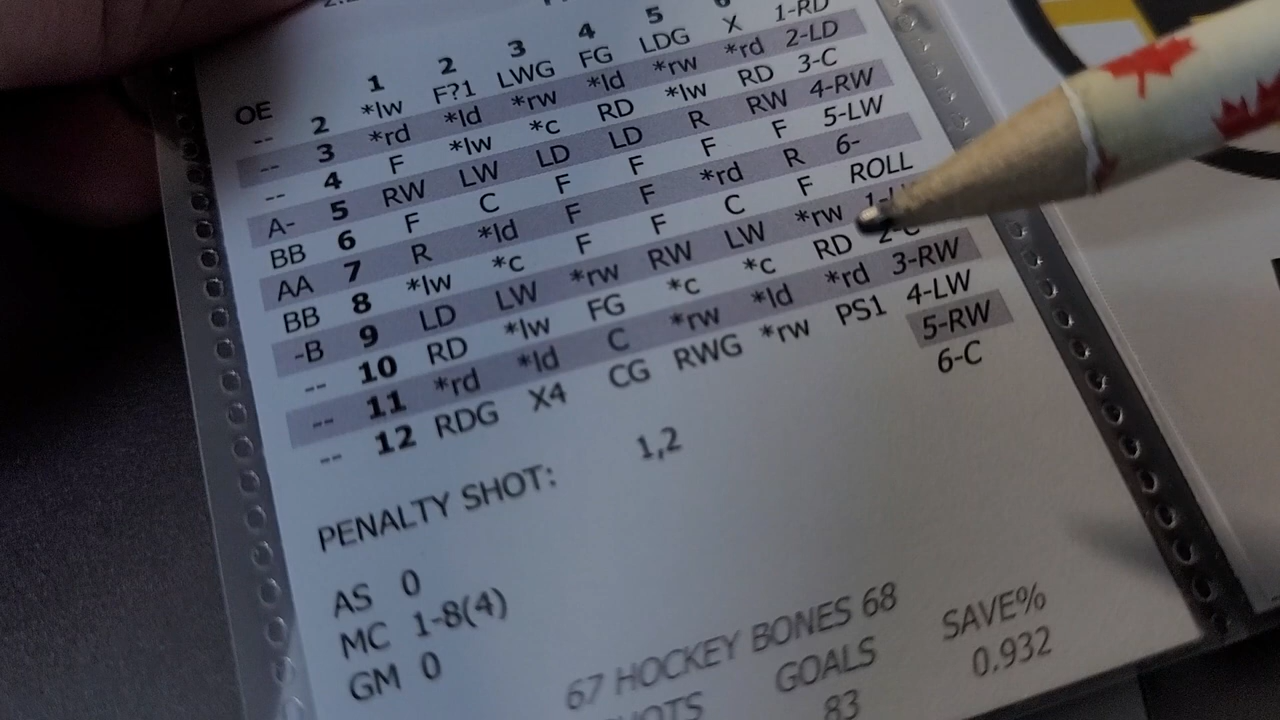 OE 1 2 3 4 5
-- 2 *lw F?1 LWG FG LDG X 1-RD
-- 3 *rd *ld *rw *ld *rw *rd 2-LD
-- 4 F *lw *c RD *lw RD 3-C
A- 5 RW LW LD LD R RW 4-RW
BB 6 F C F F F F 5-LW
AA 7 R *ld F F *rd R 6-
BB 8 *lw *c F F C F ROLL
-B 9 LD LW *rw RW LW *rw
-- 10 RD *lw FG *c *c RD 2-C
-- 11 *rd *ld C *rw *ld *rd 3-RW
-- 12 RDG X4 CG RWG *rw PS1 4-LW
5-RW
6-C
PENALTY SHOT: 1,2
AS 0
MC 1-8(4)
GM 0
67 HOCKEY BONES 68
GOALS SAVE%
83 0.932